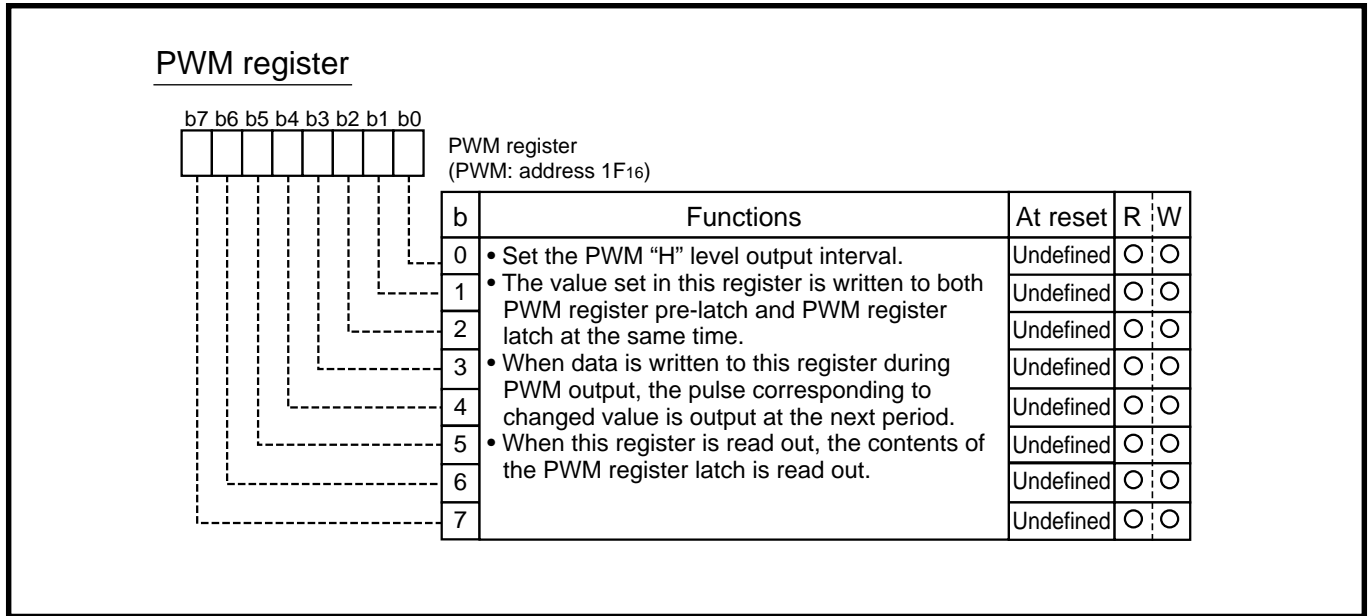 PWM register
b7 b6 b5 b4 b3 b2 b1 b0
PWM register
(PWM: address 1F16)
b Functions At reset R W
0 • Set the PWM “H” level output interval. Undefined O O
1 • The value set in this register is written to both Undefined O O
PWM register pre-latch and PWM register
2 latch at the same time. Undefined O O
3 • When data is written to this register during Undefined O O
PWM output, the pulse corresponding to
4 changed value is output at the next period. Undefined O O
5 • When this register is read out, the contents of Undefined O O
the PWM register latch is read out.
6 Undefined O O
7 Undefined O O